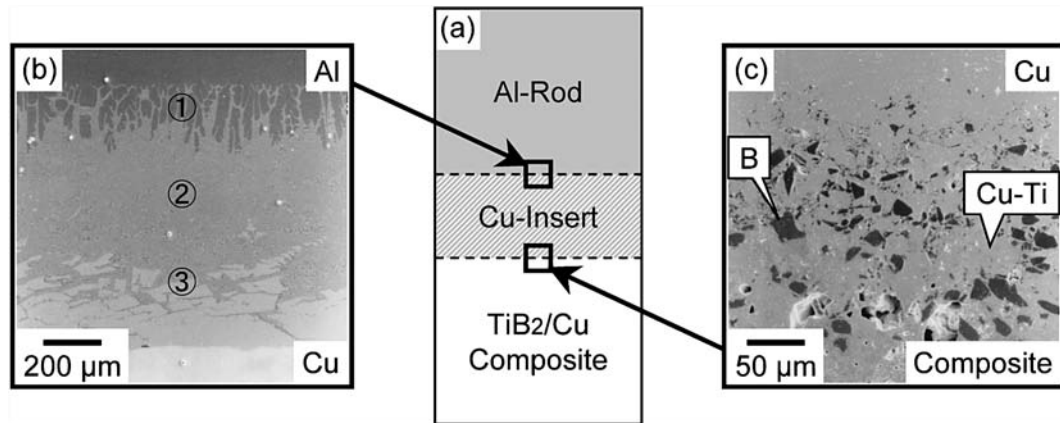 (b)
Al
①
②
③
200 µm
Cu
(a)
Al-Rod
Cu-Insert
TiB₂/Cu
Composite
(c)
Cu
B
Cu-Ti
50 µm
Composite